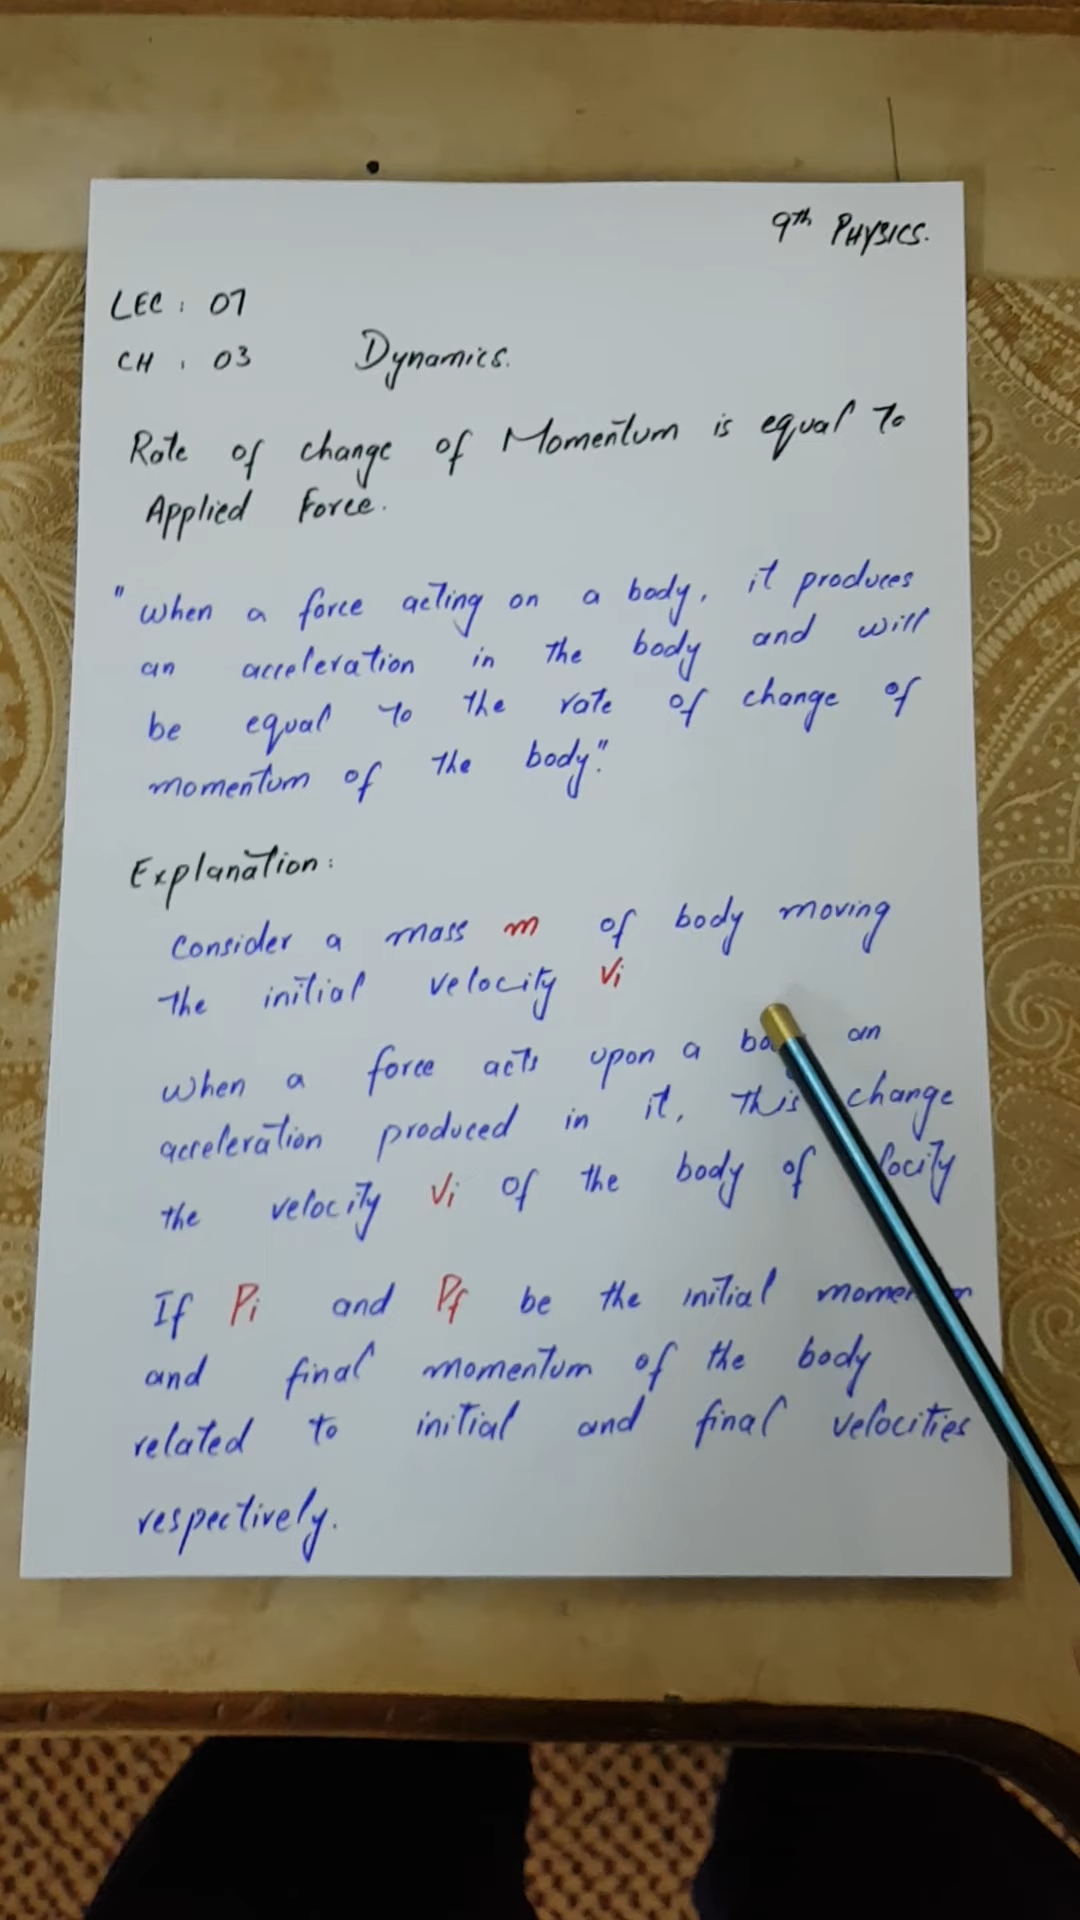 9th PHYSICS.
LEC : 07
CH : 03 Dynamics.
Rate of change of Momentum is equal to
Applied Force.
"When a force acting on a body, it produces
an acceleration in the body and will
be equal to the rate of change of
momentum of the body."
Explanation:
Consider a mass m of body moving
the initial velocity Vi
When a force acts upon a an
acceleration produced in it, This change
the velocity Vi of the body of
If Pi and Pf be the initial
and final momentum of the body
related to initial and final velocities
respectively.